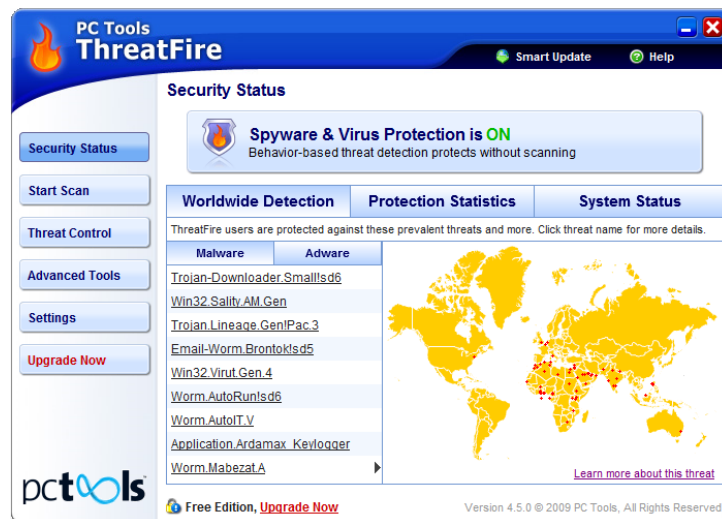 PC Tools
ThreatFire
Smart Update
Help
Security Status
Security Status
Start Scan
Threat Control
Advanced Tools
Settings
Upgrade Now
Spyware & Virus Protection is ON
Behavior-based threat detection protects without scanning
Worldwide Detection
Protection Statistics
System Status
ThreatFire users are protected against these prevalent threats and more. Click threat name for more details.
Malware
Adware
Trojan-Downloader.Small!sd6
Win32.Sality.AM.Gen
Trojan.Lineage.Gen!Pac.3
Email-Worm.Brontok!sd5
Win32.Virut.Gen.4
Worm.AutoRun!sd6
Worm.AutoIT.V
Application.Ardamax_Keylogger
Worm.Mabezat.A
Learn more about this threat
pctools
Free Edition, Upgrade Now
Version 4.5.0 © 2009 PC Tools, All Rights Reserved